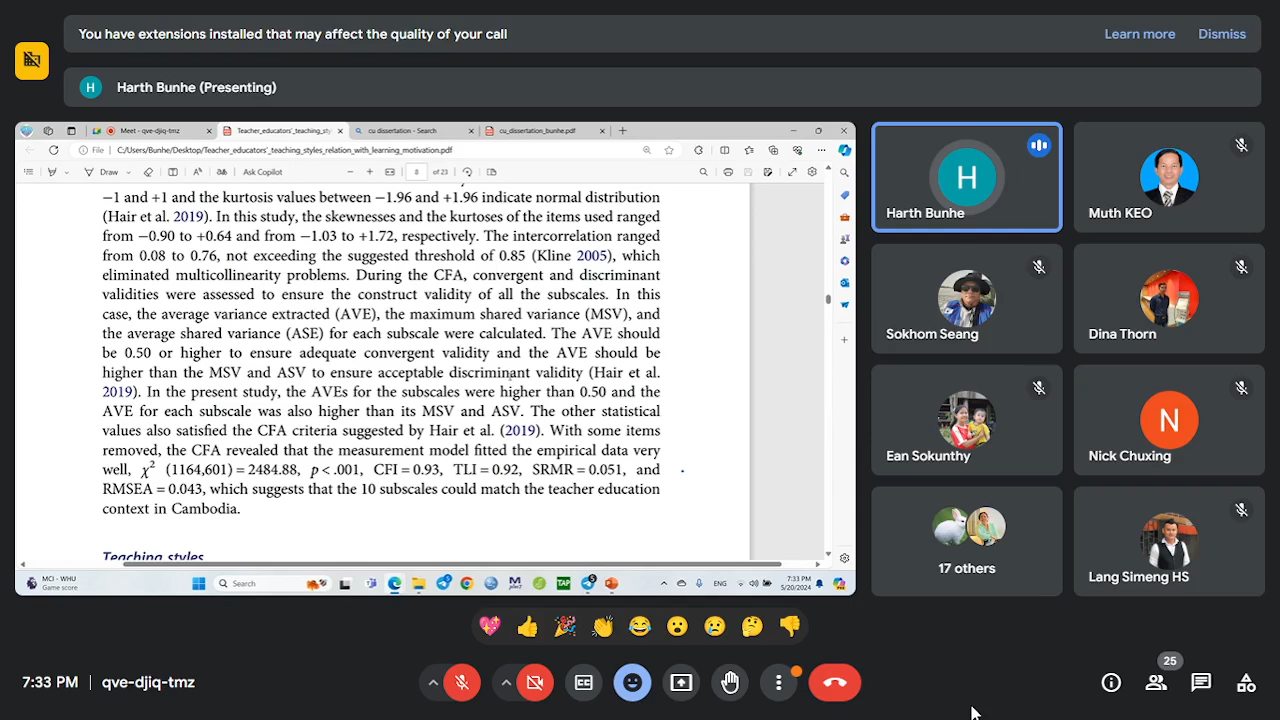 You have extensions installed that may affect the quality of your call
Learn more
Dismiss
H
Harth Bunhe (Presenting)
Meet - qve-djiq-tmz
Teacher_educators'_teaching_sty
cu dissertation - Search
cu_dissertation_bunhe.pdf
File
C:/Users/Bunhe/Desktop/Teacher_educators'_teaching_styles_relation_with_learning_motivation.pdf
Draw
Ask Copilot
8
of 23
−1 and +1 and the kurtosis values between −1.96 and +1.96 indicate normal distribution
(Hair et al. 2019). In this study, the skewnesses and the kurtoses of the items used ranged
from −0.90 to +0.64 and from −1.03 to +1.72, respectively. The intercorrelation ranged
from 0.08 to 0.76, not exceeding the suggested threshold of 0.85 (Kline 2005), which
eliminated multicollinearity problems. During the CFA, convergent and discriminant
validities were assessed to ensure the construct validity of all the subscales. In this
case, the average variance extracted (AVE), the maximum shared variance (MSV), and
the average shared variance (ASE) for each subscale were calculated. The AVE should
be 0.50 or higher to ensure adequate convergent validity and the AVE should be
higher than the MSV and ASV to ensure acceptable discriminant validity (Hair et al.
2019). In the present study, the AVEs for the subscales were higher than 0.50 and the
AVE for each subscale was also higher than its MSV and ASV. The other statistical
values also satisfied the CFA criteria suggested by Hair et al. (2019). With some items
removed, the CFA revealed that the measurement model fitted the empirical data very
well, χ² (1164,601) = 2484.88, p < .001, CFI = 0.93, TLI = 0.92, SRMR = 0.051, and
RMSEA = 0.043, which suggests that the 10 subscales could match the teacher education
context in Cambodia.
Teaching styles
MCI - WHU
Game score
Search
TAP
5
ENG
7:33 PM
5/20/2024
H
Harth Bunhe
Muth KEO
Sokhom Seang
Dina Thorn
Ean Sokunthy
N
Nick Chuxing
17 others
Lang Simeng HS
7:33 PM
qve-djiq-tmz
25